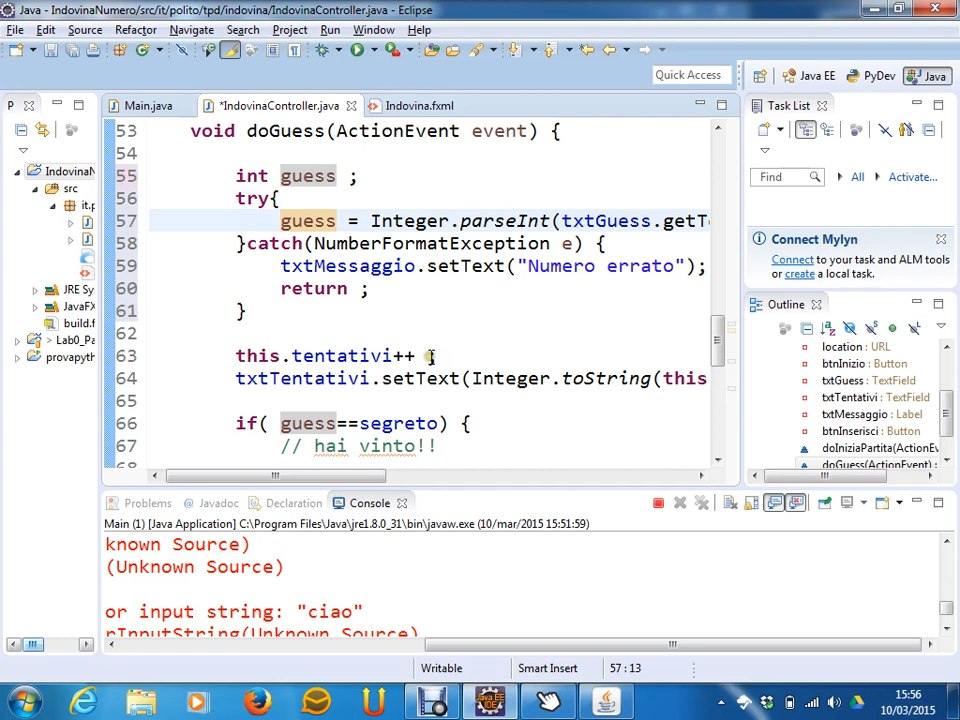 Java - IndovinaNumero/src/it/polito/tpd/indovina/IndovinaController.java - Eclipse
File Edit Source Refactor Navigate Search Project Run Window Help
Quick Access Java EE PyDev Java
P Main.java *IndovinaController.java Indovina.fxml Task List
53 void doGuess(ActionEvent event) {
54
55 int guess ;
56 try{
57 guess = Integer.parseInt(txtGuess.getT
58 }catch(NumberFormatException e) {
59 txtMessaggio.setText("Numero errato");
60 return ;
61 }
62
63 this.tentativi++
64 txtTentativi.setText(Integer.toString(this
65
66 if( guess==segreto) {
67 // hai vinto!!
68
IndovinaN
src
it.p
JRE Sy
JavaFX
build.f
> Lab0_Pa
provapyth
Find All Activate...
Connect Mylyn
Connect to your task and ALM tools
or create a local task.
Outline
location : URL
btnInizio : Button
txtGuess : TextField
txtTentativi : TextField
txtMessaggio : Label
btnInserisci : Button
doIniziaPartita(ActionEv
doGuess(ActionEvent) :
Problems Javadoc Declaration Console
Main (1) [Java Application] C:\Program Files\Java\jre1.8.0_31\bin\javaw.exe (10/mar/2015 15:51:59)
known Source)
(Unknown Source)
or input string: "ciao"
rInputString(Unknown Source)
Writable Smart Insert 57 : 13
15:56
10/03/2015